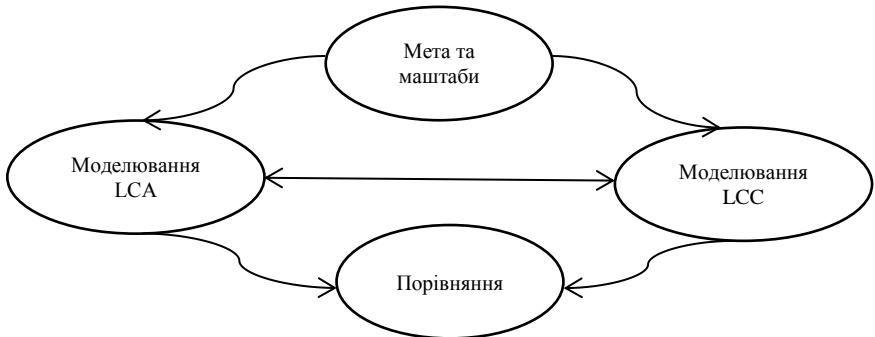 Мета та
маштаби
Моделювання
LCA
Моделювання
LCC
Порівняння